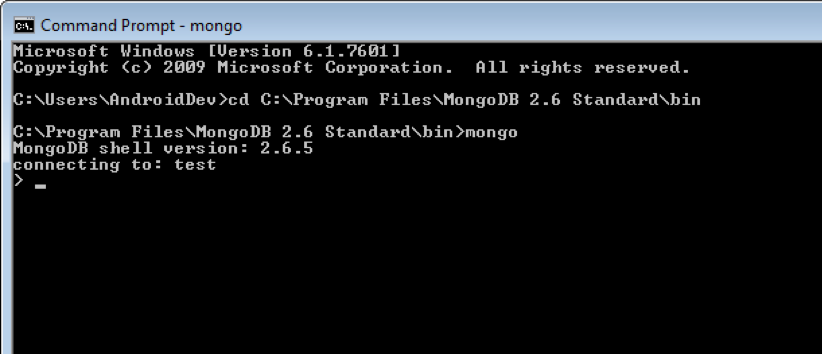 Command Prompt - mongo
Microsoft Windows [Version 6.1.7601]
Copyright (c) 2009 Microsoft Corporation.  All rights reserved.
C:\Users\AndroidDev>cd C:\Program Files\MongoDB 2.6 Standard\bin
C:\Program Files\MongoDB 2.6 Standard\bin>mongo
MongoDB shell version: 2.6.5
connecting to: test
> _